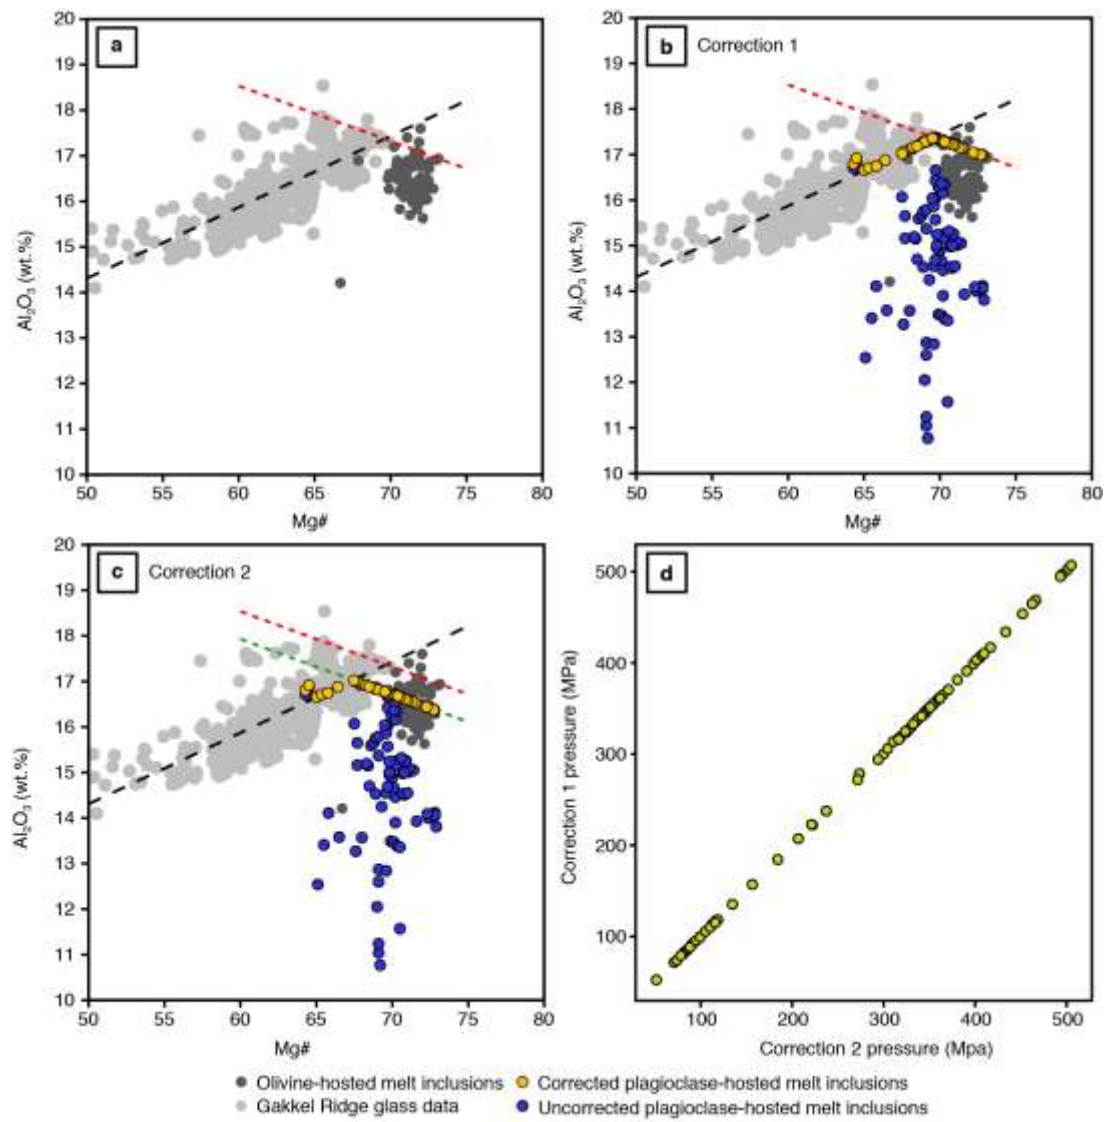 a
20
19
18
17
16
15
14
13
12
11
10
Al₂O₃ (wt.%)
50 55 60 65 70 75 80
Mg#
b Correction 1
20
19
18
17
16
15
14
13
12
11
10
Al₂O₃ (wt.%)
50 55 60 65 70 75 80
Mg#
c Correction 2
20
19
18
17
16
15
14
13
12
11
10
Al₂O₃ (wt.%)
50 55 60 65 70 75 80
Mg#
d
500
400
300
200
100
Correction 1 pressure (MPa)
100 200 300 400 500
Correction 2 pressure (Mpa)
Olivine-hosted melt inclusions Corrected plagioclase-hosted melt inclusions
Gakkel Ridge glass data Uncorrected plagioclase-hosted melt inclusions